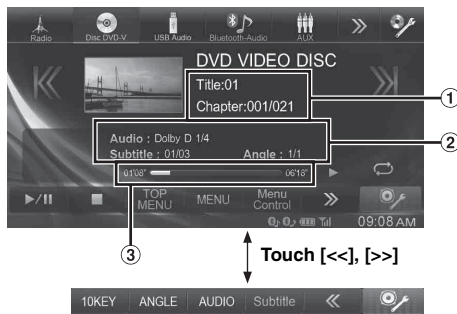 Radio Disc DVD-V USB Audio Bluetooth-Audio AUX
DVD VIDEO DISC
Title:01
Chapter:001/021
1
Audio : Dolby D 1/4
2
Subtitle : 01/03 Angle : 1/1
01'08" 06'18"
TOP MENU MENU Menu Control
09:08 AM
3
Touch [<<], [>>]
10KEY ANGLE AUDIO Subtitle